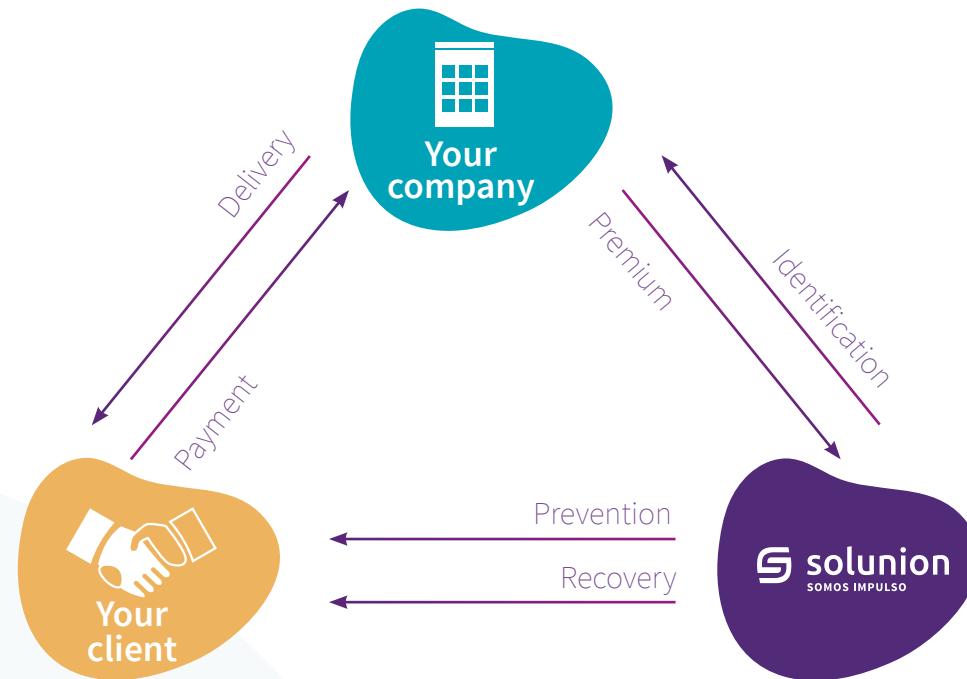 Your
company
Delivery
Payment
Premium
Identification
Prevention
Recovery
Your
client
solunion
SOMOS IMPULSO